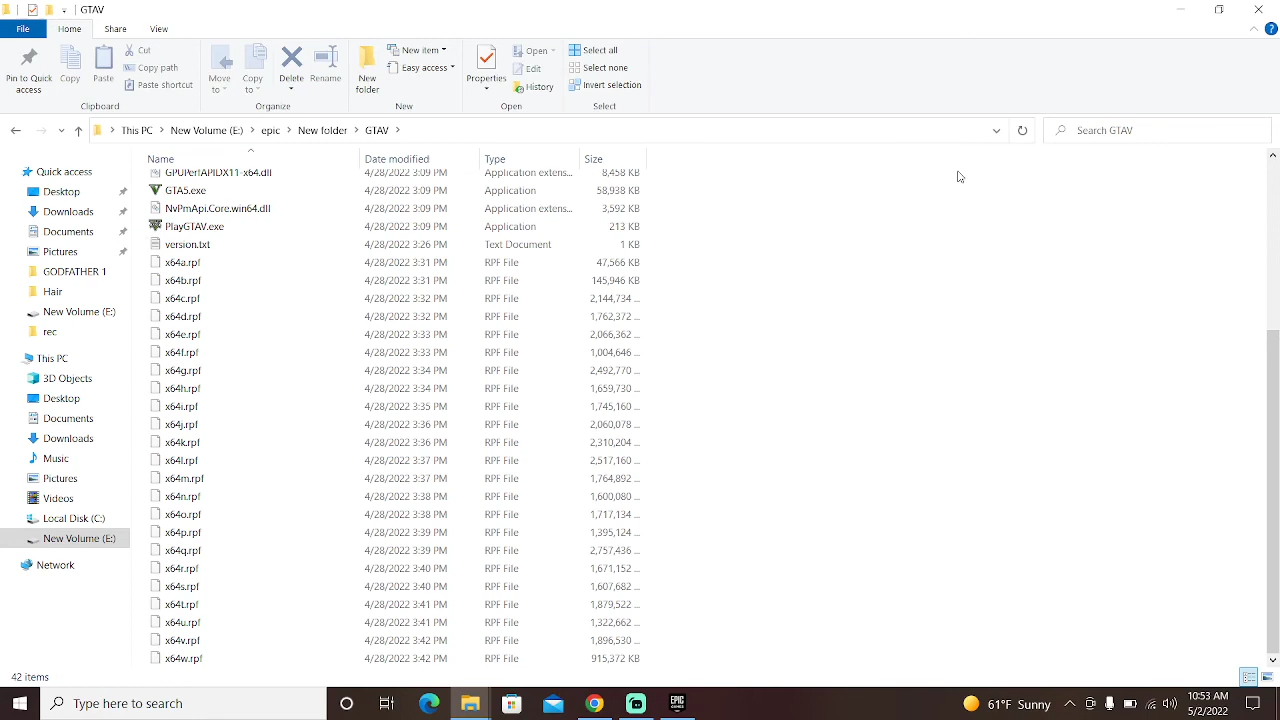 GTAV
File Home Share View
Pin to Quick access
Copy
Paste
Cut
Copy path
Paste shortcut
Clipboard
Move to
Copy to
Delete
Rename
Organize
New folder
New item
Easy access
New
Properties
Open
Edit
History
Open
Select all
Select none
Invert selection
Select
This PC > New Volume (E:) > epic > New folder > GTAV >
Search GTAV
Quick access
Desktop
Downloads
Documents
Pictures
GODFATHER 1
Hair
New Volume (E:)
rec
This PC
3D Objects
Desktop
Documents
Downloads
Music
Pictures
Videos
Local Disk (C:)
New Volume (E:)
Network
Name Date modified Type Size
GPUPerfAPIDX11-x64.dll 4/28/2022 3:09 PM Application extens... 8,458 KB
GTA5.exe 4/28/2022 3:09 PM Application 58,938 KB
NvPmApi.Core.win64.dll 4/28/2022 3:09 PM Application extens... 3,592 KB
PlayGTAV.exe 4/28/2022 3:09 PM Application 213 KB
version.txt 4/28/2022 3:26 PM Text Document 1 KB
x64a.rpf 4/28/2022 3:31 PM RPF File 47,566 KB
x64b.rpf 4/28/2022 3:31 PM RPF File 145,946 KB
x64c.rpf 4/28/2022 3:32 PM RPF File 2,144,734 ...
x64d.rpf 4/28/2022 3:32 PM RPF File 1,762,372 ...
x64e.rpf 4/28/2022 3:33 PM RPF File 2,066,362 ...
x64f.rpf 4/28/2022 3:33 PM RPF File 1,004,646 ...
x64g.rpf 4/28/2022 3:34 PM RPF File 2,492,770 ...
x64h.rpf 4/28/2022 3:34 PM RPF File 1,659,730 ...
x64i.rpf 4/28/2022 3:35 PM RPF File 1,745,160 ...
x64j.rpf 4/28/2022 3:36 PM RPF File 2,060,078 ...
x64k.rpf 4/28/2022 3:36 PM RPF File 2,310,204 ...
x64l.rpf 4/28/2022 3:37 PM RPF File 2,517,160 ...
x64m.rpf 4/28/2022 3:37 PM RPF File 1,764,892 ...
x64n.rpf 4/28/2022 3:38 PM RPF File 1,600,080 ...
x64o.rpf 4/28/2022 3:38 PM RPF File 1,717,134 ...
x64p.rpf 4/28/2022 3:39 PM RPF File 1,395,124 ...
x64q.rpf 4/28/2022 3:39 PM RPF File 2,757,436 ...
x64r.rpf 4/28/2022 3:40 PM RPF File 1,671,152 ...
x64s.rpf 4/28/2022 3:40 PM RPF File 1,607,682 ...
x64t.rpf 4/28/2022 3:41 PM RPF File 1,879,522 ...
x64u.rpf 4/28/2022 3:41 PM RPF File 1,322,662 ...
x64v.rpf 4/28/2022 3:42 PM RPF File 1,896,530 ...
x64w.rpf 4/28/2022 3:42 PM RPF File 915,372 KB
42 items
Type here to search
EPIC GAMES
61°F Sunny
10:53 AM
5/2/2022